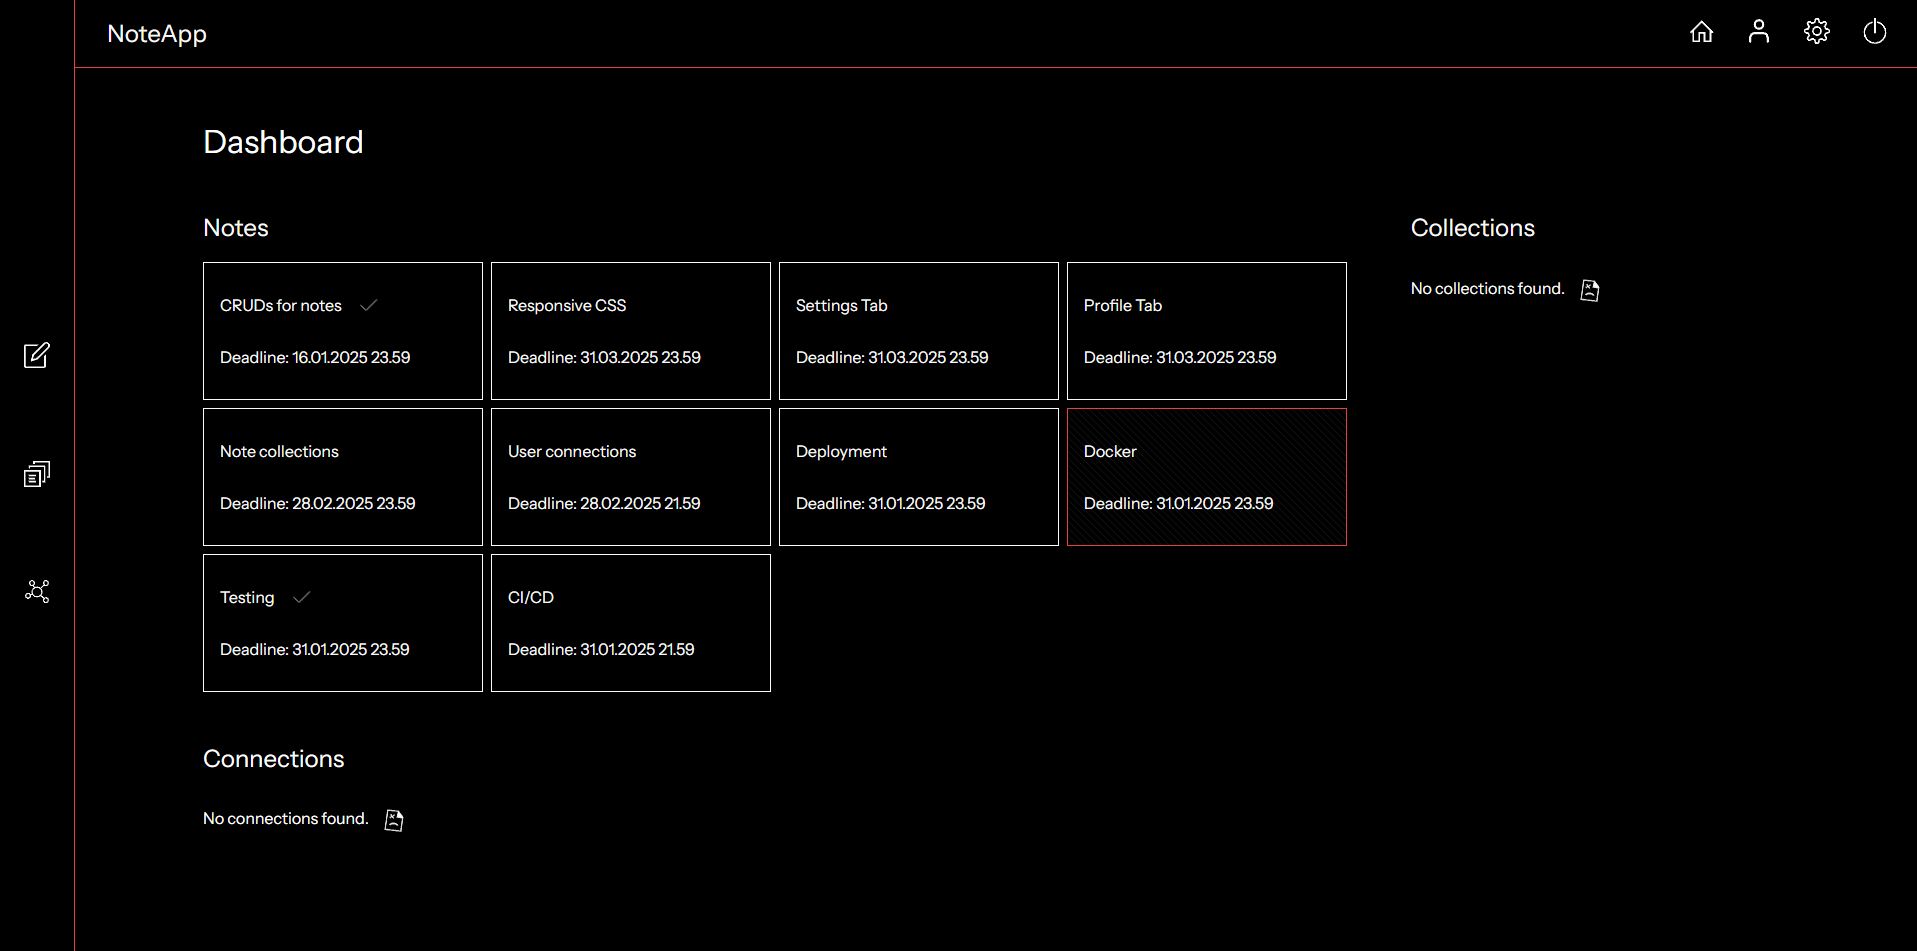 NoteApp
Dashboard
Notes
CRUDs for notes
Deadline: 16.01.2025 23.59
Responsive CSS
Deadline: 31.03.2025 23.59
Settings Tab
Deadline: 31.03.2025 23.59
Profile Tab
Deadline: 31.03.2025 23.59
Note collections
Deadline: 28.02.2025 23.59
User connections
Deadline: 28.02.2025 21.59
Deployment
Deadline: 31.01.2025 23.59
Docker
Deadline: 31.01.2025 23.59
Testing
Deadline: 31.01.2025 23.59
CI/CD
Deadline: 31.01.2025 21.59
Collections
No collections found.
Connections
No connections found.